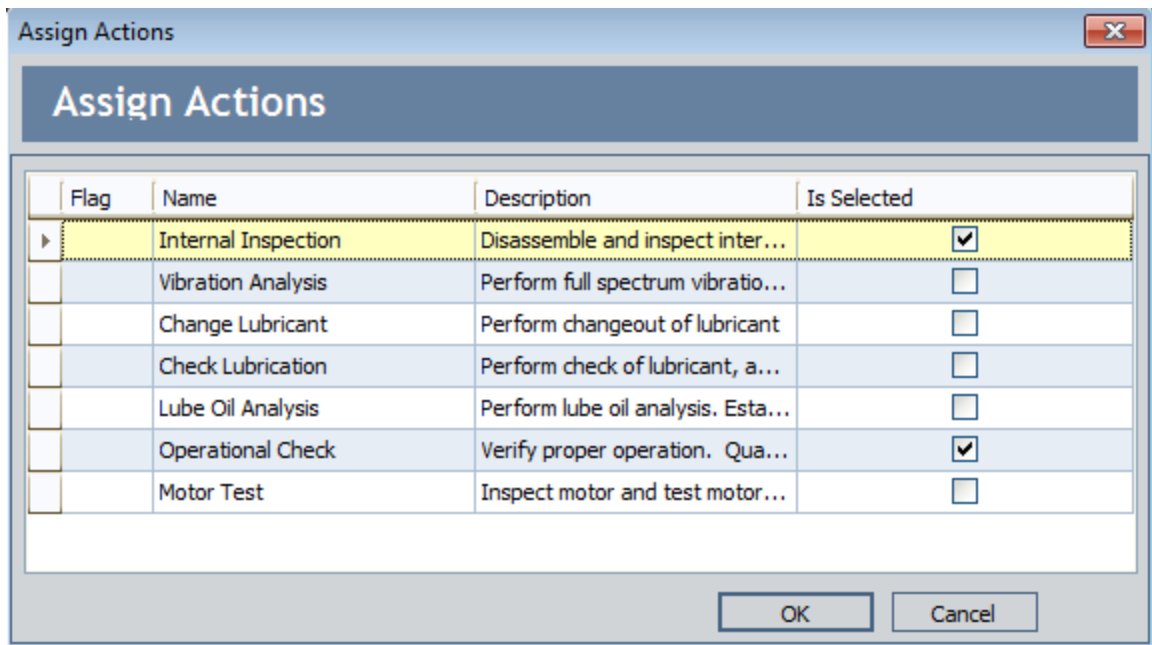 Assign Actions
Assign Actions
Flag Name Description Is Selected
Internal Inspection Disassemble and inspect inter...
Vibration Analysis Perform full spectrum vibratio...
Change Lubricant Perform changeout of lubricant
Check Lubrication Perform check of lubricant, a...
Lube Oil Analysis Perform lube oil analysis. Esta...
Operational Check Verify proper operation.  Qua...
Motor Test Inspect motor and test motor...
OK Cancel